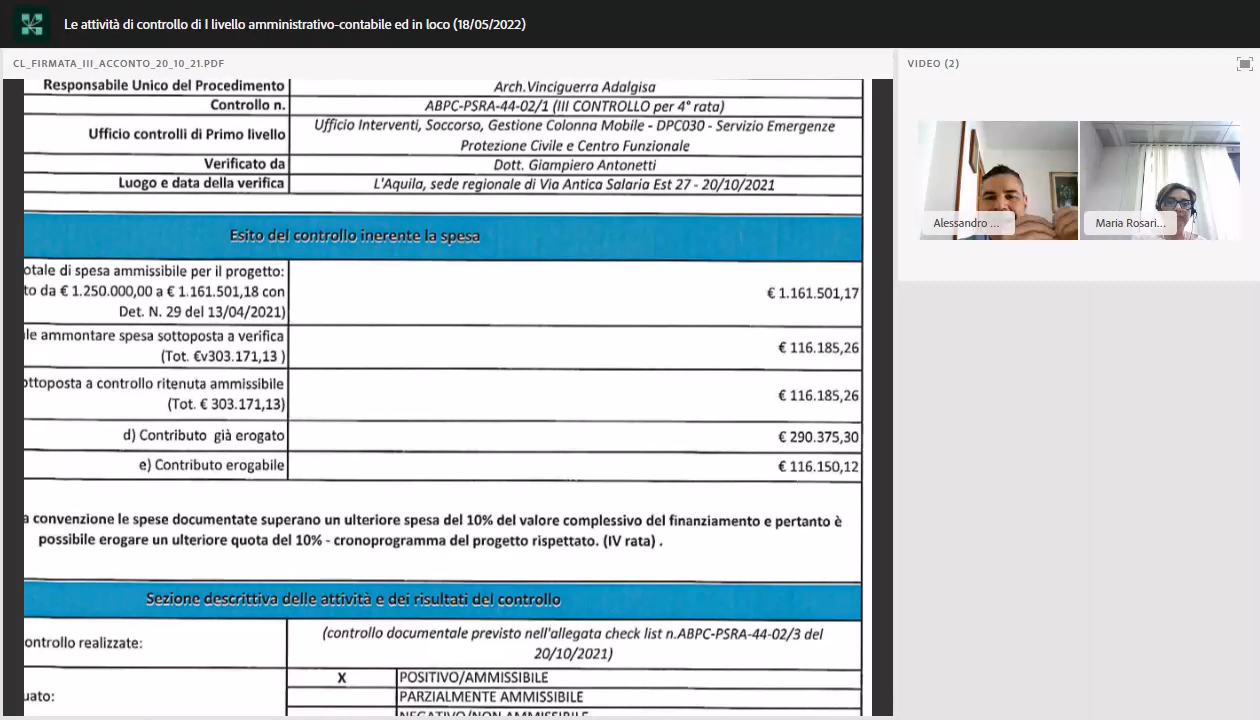 Le attività di controllo di I livello amministrativo-contabile ed in loco (18/05/2022)
CL_FIRMATA_III_ACCONTO_20_10_21.PDF
VIDEO (2)
Responsabile Unico del Procedimento
Arch.Vinciguerra Adalgisa
Controllo n.
ABPC-PSRA-44-02/1 (III CONTROLLO per 4° rata)
Ufficio controlli di Primo livello
Ufficio Interventi, Soccorso, Gestione Colonna Mobile - DPC030 - Servizio Emergenze
Protezione Civile e Centro Funzionale
Verificato da
Dott. Giampiero Antonetti
Luogo e data della verifica
L'Aquila, sede regionale di Via Antica Salaria Est 27 - 20/10/2021
Esito del controllo inerente la spesa
otale di spesa ammissibile per il progetto:
to da € 1.250.000,00 a € 1.161.501,18 con
Det. N. 29 del 13/04/2021)
€ 1.161.501,17
le ammontare spesa sottoposta a verifica
(Tot. €v303.171,13 )
€ 116.185,26
ottoposta a controllo ritenuta ammissibile
(Tot. € 303.171,13)
€ 116.185,26
d) Contributo già erogato
€ 290.375,30
e) Contributo erogabile
€ 116.150,12
a convenzione le spese documentate superano un ulteriore spesa del 10% del valore complessivo del finanziamento e pertanto è
possibile erogare un ulteriore quota del 10% - cronoprogramma del progetto rispettato. (IV rata) .
Sezione descrittiva delle attività e dei risultati del controllo
ontrollo realizzate:
(controllo documentale previsto nell'allegata check list n.ABPC-PSRA-44-02/3 del
20/10/2021)
X
POSITIVO/AMMISSIBILE
uato:
PARZIALMENTE AMMISSIBILE
NEGATIVO/NON AMMISSIBILE
Alessandro ...
Maria Rosari...